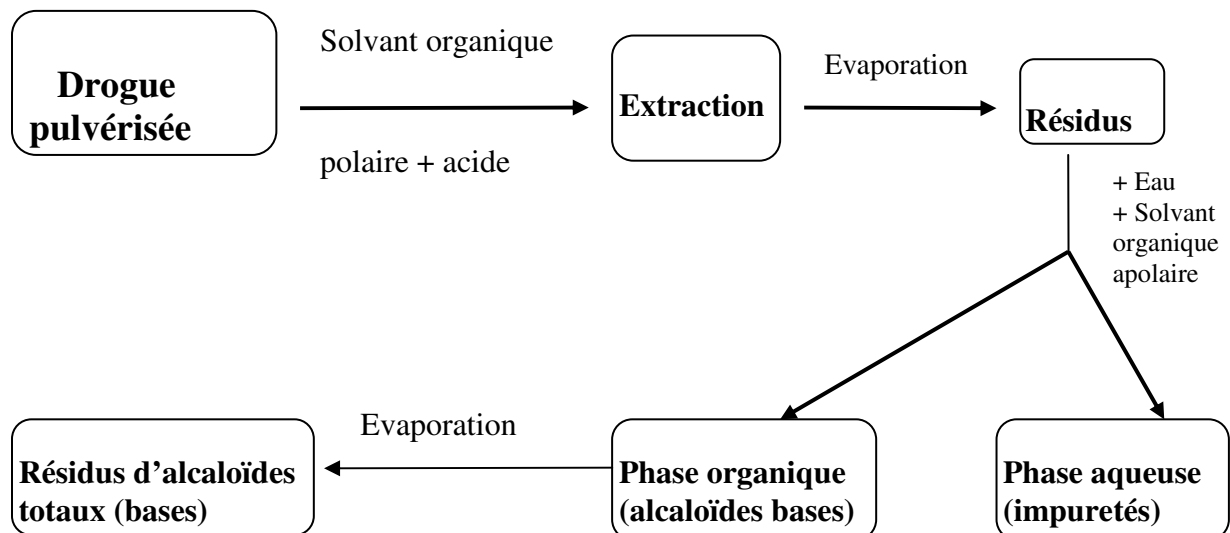 Solvant organique
Drogue
pulvérisée
polaire + acide
Extraction
Evaporation
Résidus
+ Eau
+ Solvant
organique
apolaire
Evaporation
Résidus d’alcaloïdes
totaux (bases)
Phase organique
(alcaloïdes bases)
Phase aqueuse
(impuretés)